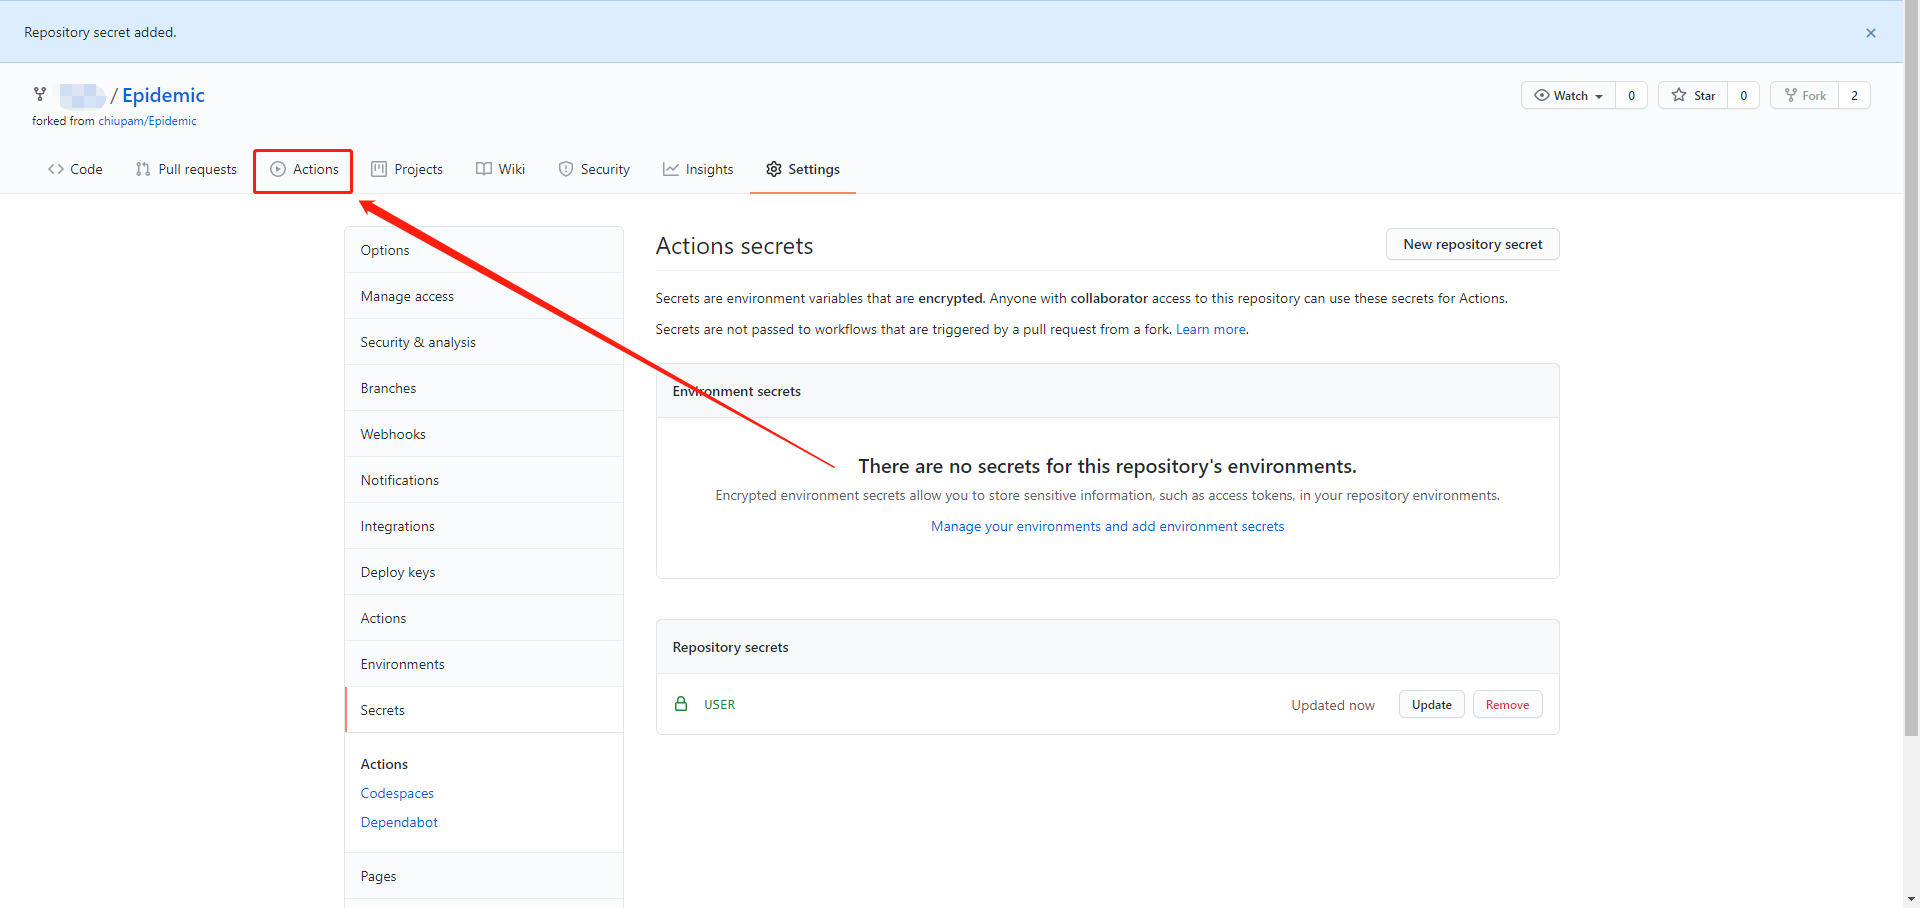 Repository secret added.
/ Epidemic
Watch 0 Star 0 Fork 2
forked from chiupam/Epidemic
Code Pull requests Actions Projects Wiki Security Insights Settings
Options
Manage access
Security & analysis
Branches
Webhooks
Notifications
Integrations
Deploy keys
Actions
Environments
Secrets
Actions
Codespaces
Dependabot
Pages
Actions secrets
New repository secret
Secrets are environment variables that are encrypted. Anyone with collaborator access to this repository can use these secrets for Actions.
Secrets are not passed to workflows that are triggered by a pull request from a fork. Learn more.
Environment secrets
There are no secrets for this repository's environments.
Encrypted environment secrets allow you to store sensitive information, such as access tokens, in your repository environments.
Manage your environments and add environment secrets
Repository secrets
USER Updated now Update Remove